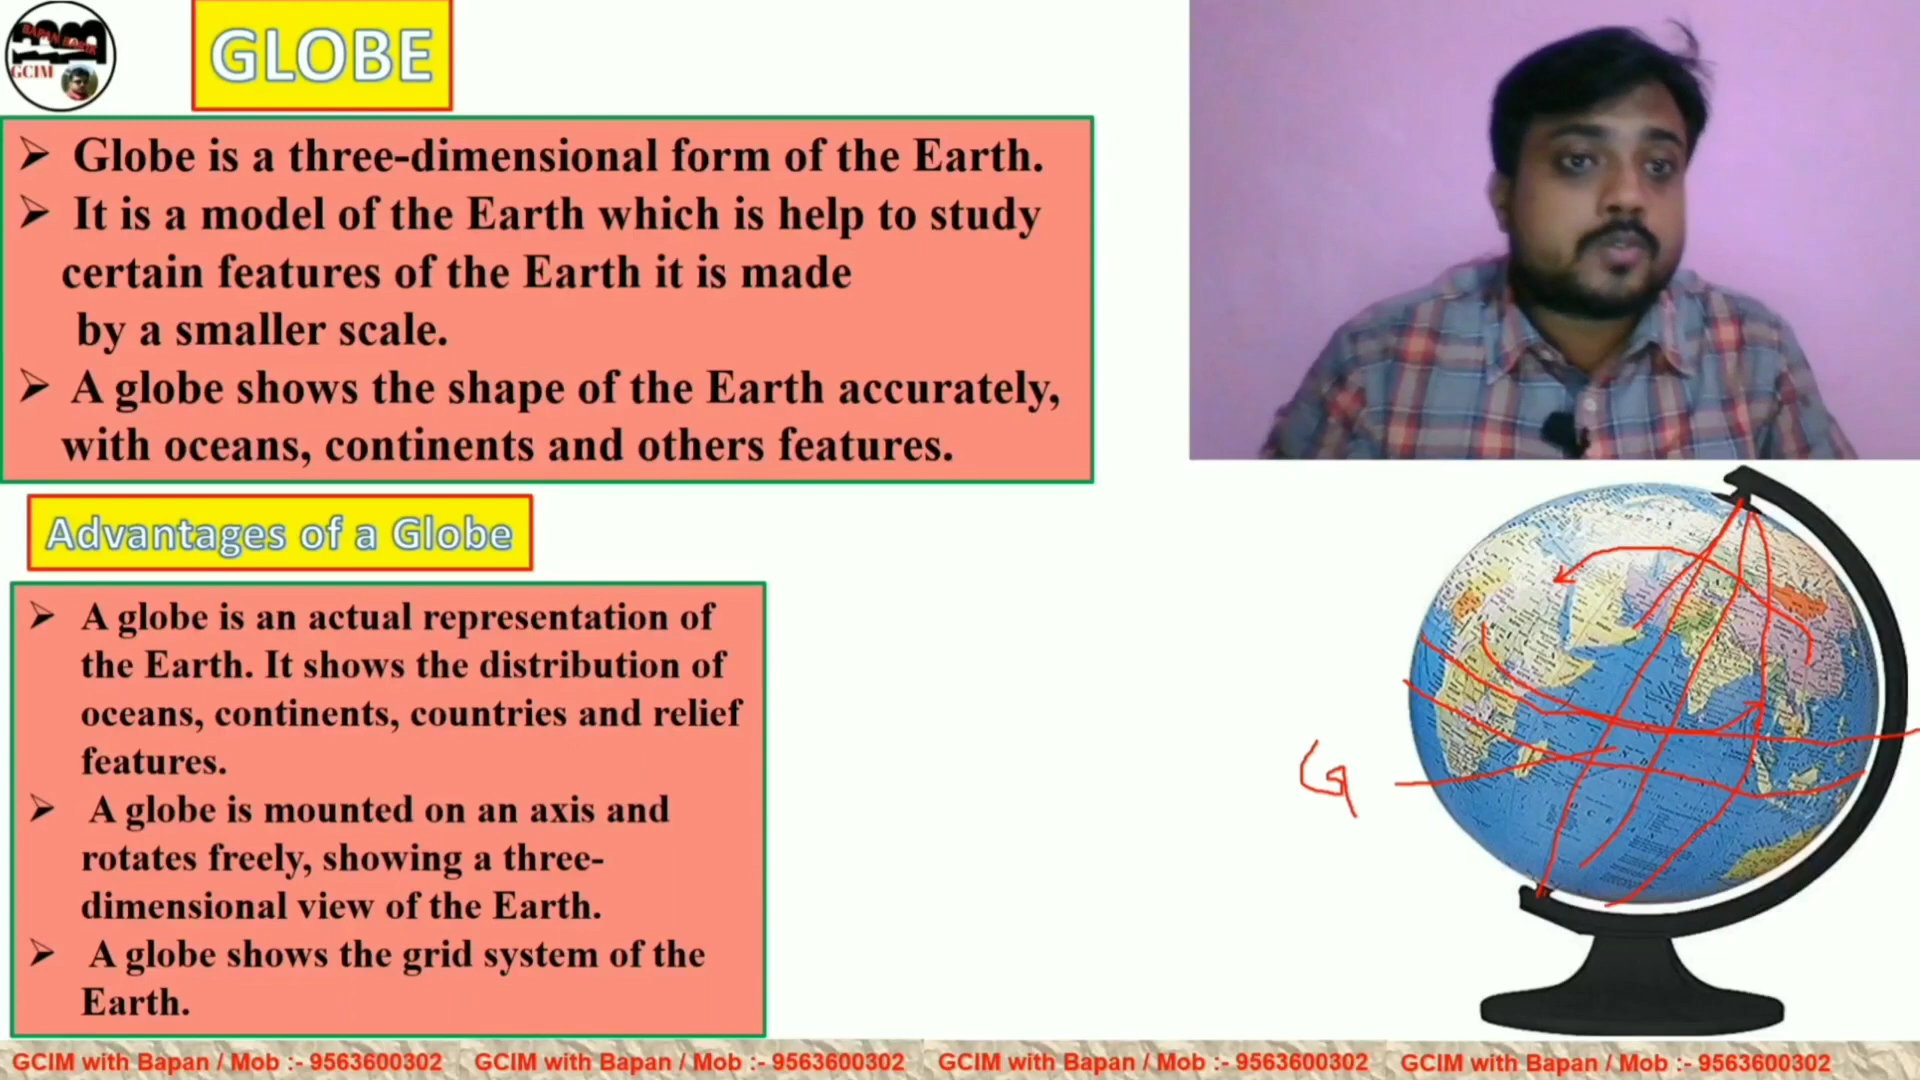 BAPAN BARIK
GCIM
GLOBE
➢ Globe is a three-dimensional form of the Earth.
➢ It is a model of the Earth which is help to study
certain features of the Earth it is made
by a smaller scale.
➢ A globe shows the shape of the Earth accurately,
with oceans, continents and others features.
Advantages of a Globe
➢ A globe is an actual representation of
the Earth. It shows the distribution of
oceans, continents, countries and relief
features.
➢ A globe is mounted on an axis and
rotates freely, showing a three-
dimensional view of the Earth.
➢ A globe shows the grid system of the
Earth.
GCIM with Bapan / Mob :- 9563600302 GCIM with Bapan / Mob :- 9563600302 GCIM with Bapan / Mob :- 9563600302 GCIM with Bapan / Mob :- 9563600302